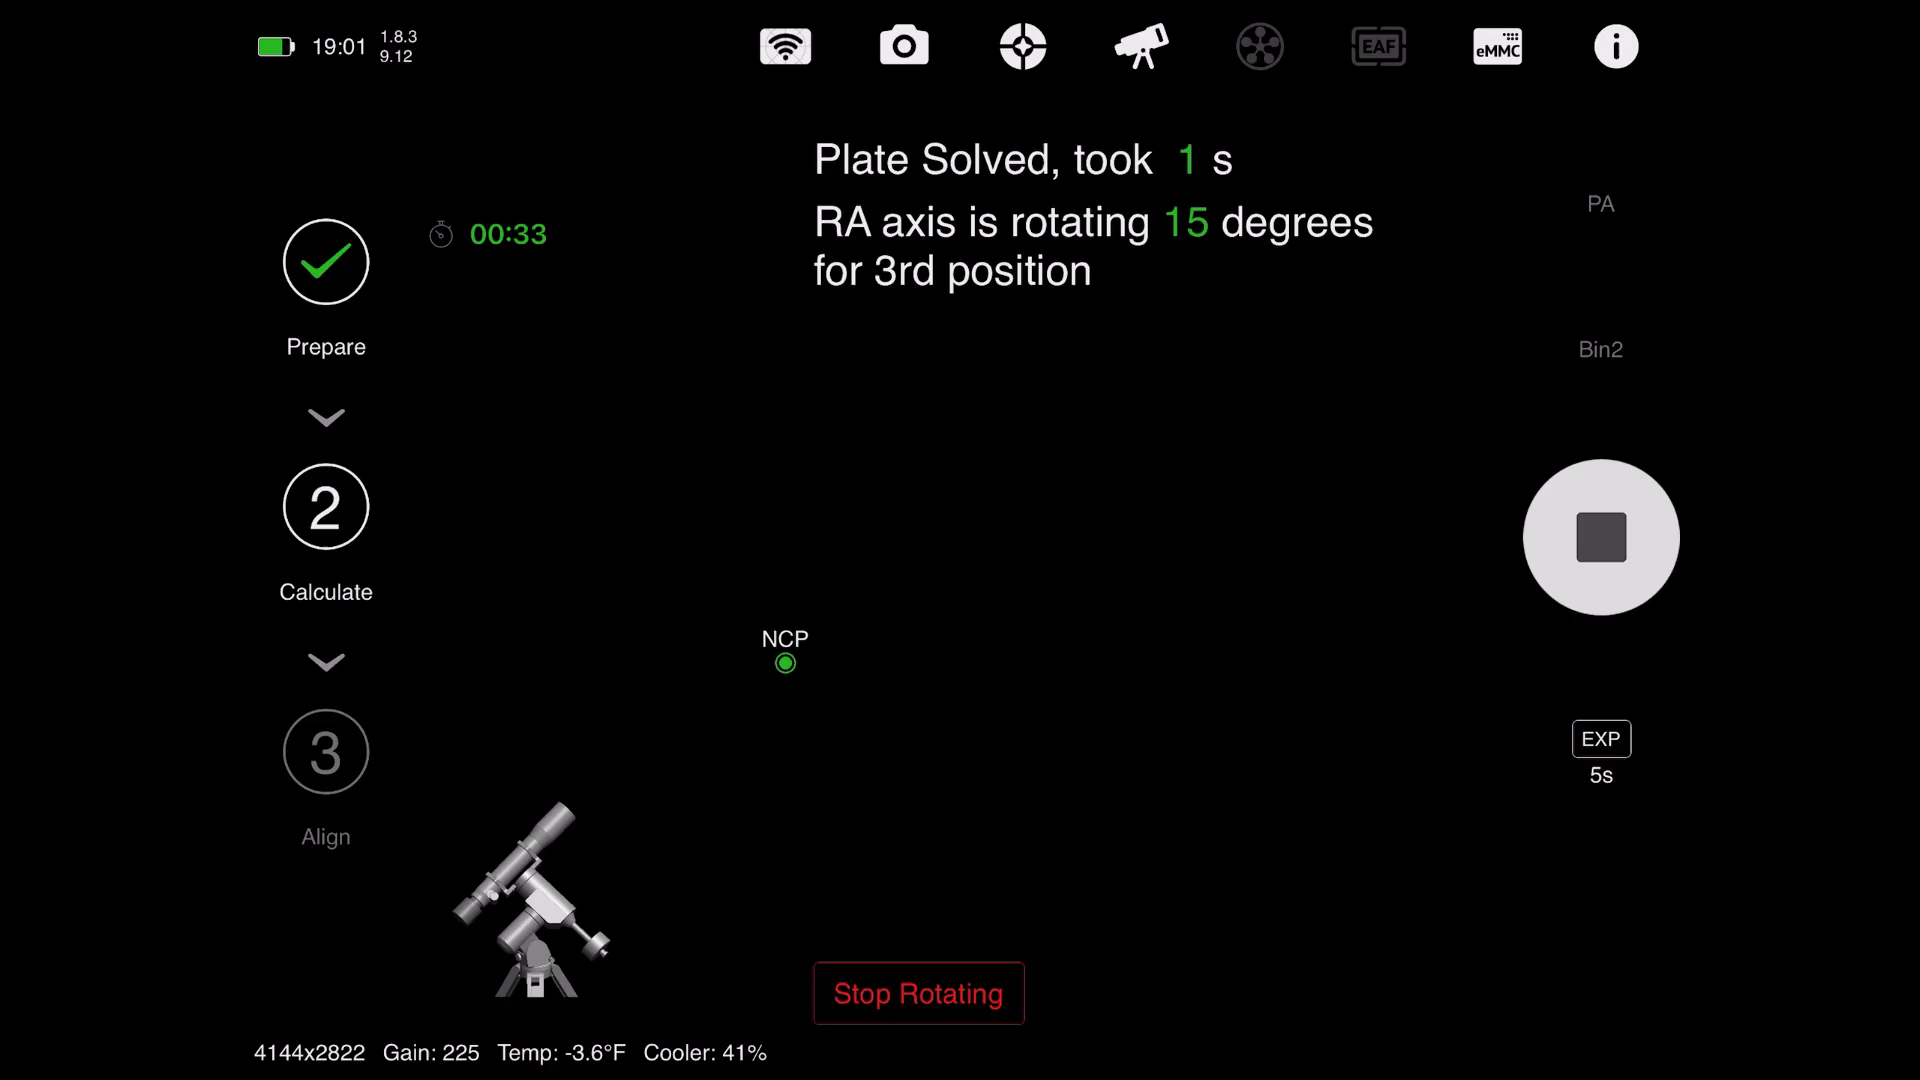 19:01
1.8.3
9.12
EAF
eMMC
i
Plate Solved, took 1 s
RA axis is rotating 15 degrees
for 3rd position
00:33
Prepare
2
Calculate
3
Align
NCP
PA
Bin2
EXP
5s
Stop Rotating
4144x2822 Gain: 225 Temp: -3.6°F Cooler: 41%